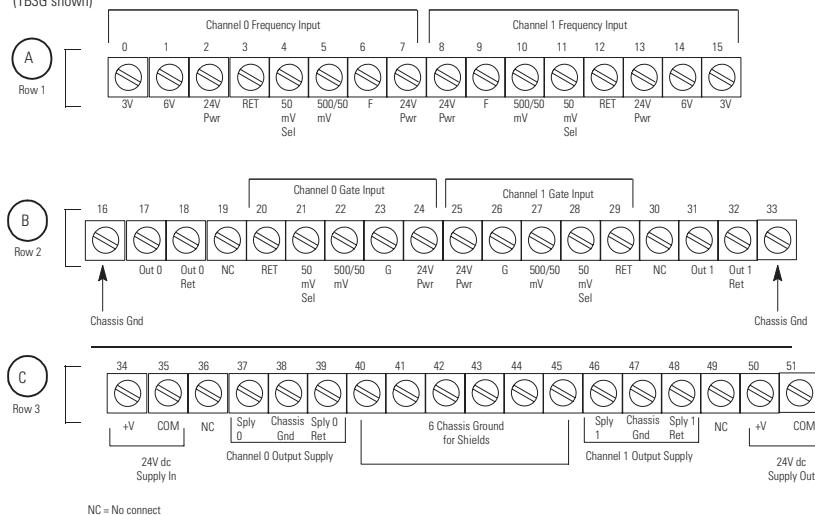 (TB3G shown)
Channel 0 Frequency Input
Channel 1 Frequency Input
0 1 2 3 4 5 6 7 8 9 10 11 12 13 14 15
A
Row 1
3V 6V 24V Pwr RET 50 mV Sel 500/50 mV F 24V Pwr 24V Pwr F 500/50 mV 50 mV Sel RET 24V Pwr 6V 3V
Channel 0 Gate Input
Channel 1 Gate Input
16 17 18 19 20 21 22 23 24 25 26 27 28 29 30 31 32 33
B
Row 2
Out 0 Out 0 Ret NC RET 50 mV Sel 500/50 mV G 24V Pwr 24V Pwr G 500/50 mV 50 mV Sel RET NC Out 1 Out 1 Ret
Chassis Gnd
Chassis Gnd
34 35 36 37 38 39 40 41 42 43 44 45 46 47 48 49 50 51
C
Row 3
+V COM NC Sply 0 Chassis Gnd Sply 0 Ret 6 Chassis Ground for Shields Sply 1 Chassis Gnd Sply 1 Ret NC +V COM
24V dc Supply In
Channel 0 Output Supply
Channel 1 Output Supply
24V dc Supply Out
NC = No connect